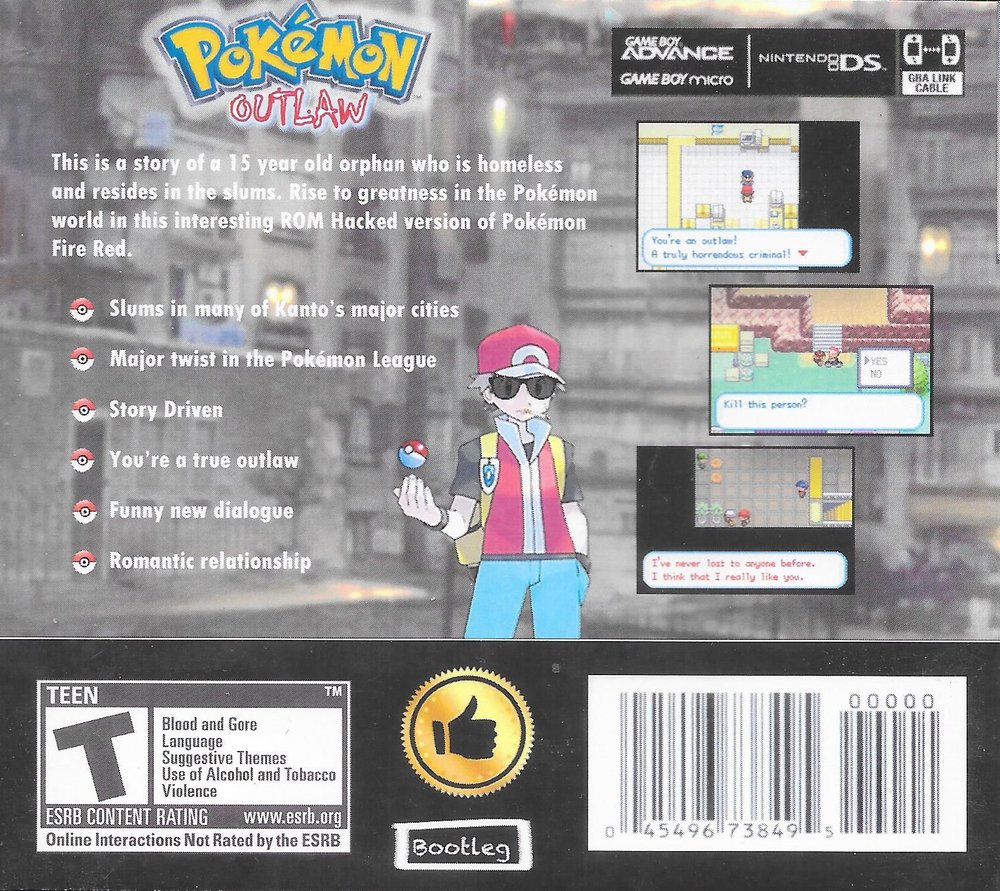 POKéMON
OUTLAW
This is a story of a 15 year old orphan who is homeless
and resides in the slums. Rise to greatness in the Pokémon
world in this interesting ROM Hacked version of Pokémon
Fire Red.
Slums in many of Kanto's major cities
Major twist in the Pokémon League
Story Driven
You're a true outlaw
Funny new dialogue
Romantic relationship
GAME BOY
ADVANCE
GAME BOY micro
NINTENDO DS™
GBA LINK
CABLE
You're an outlaw!
A truly horrendous criminal!
YES
NO
Kill this person?
I've never lost to anyone before.
I think that I really like you.
TEEN ™
T
Blood and Gore
Language
Suggestive Themes
Use of Alcohol and Tobacco
Violence
ESRB CONTENT RATING www.esrb.org
Online Interactions Not Rated by the ESRB
Bootleg
00000
0 45496 73849 5